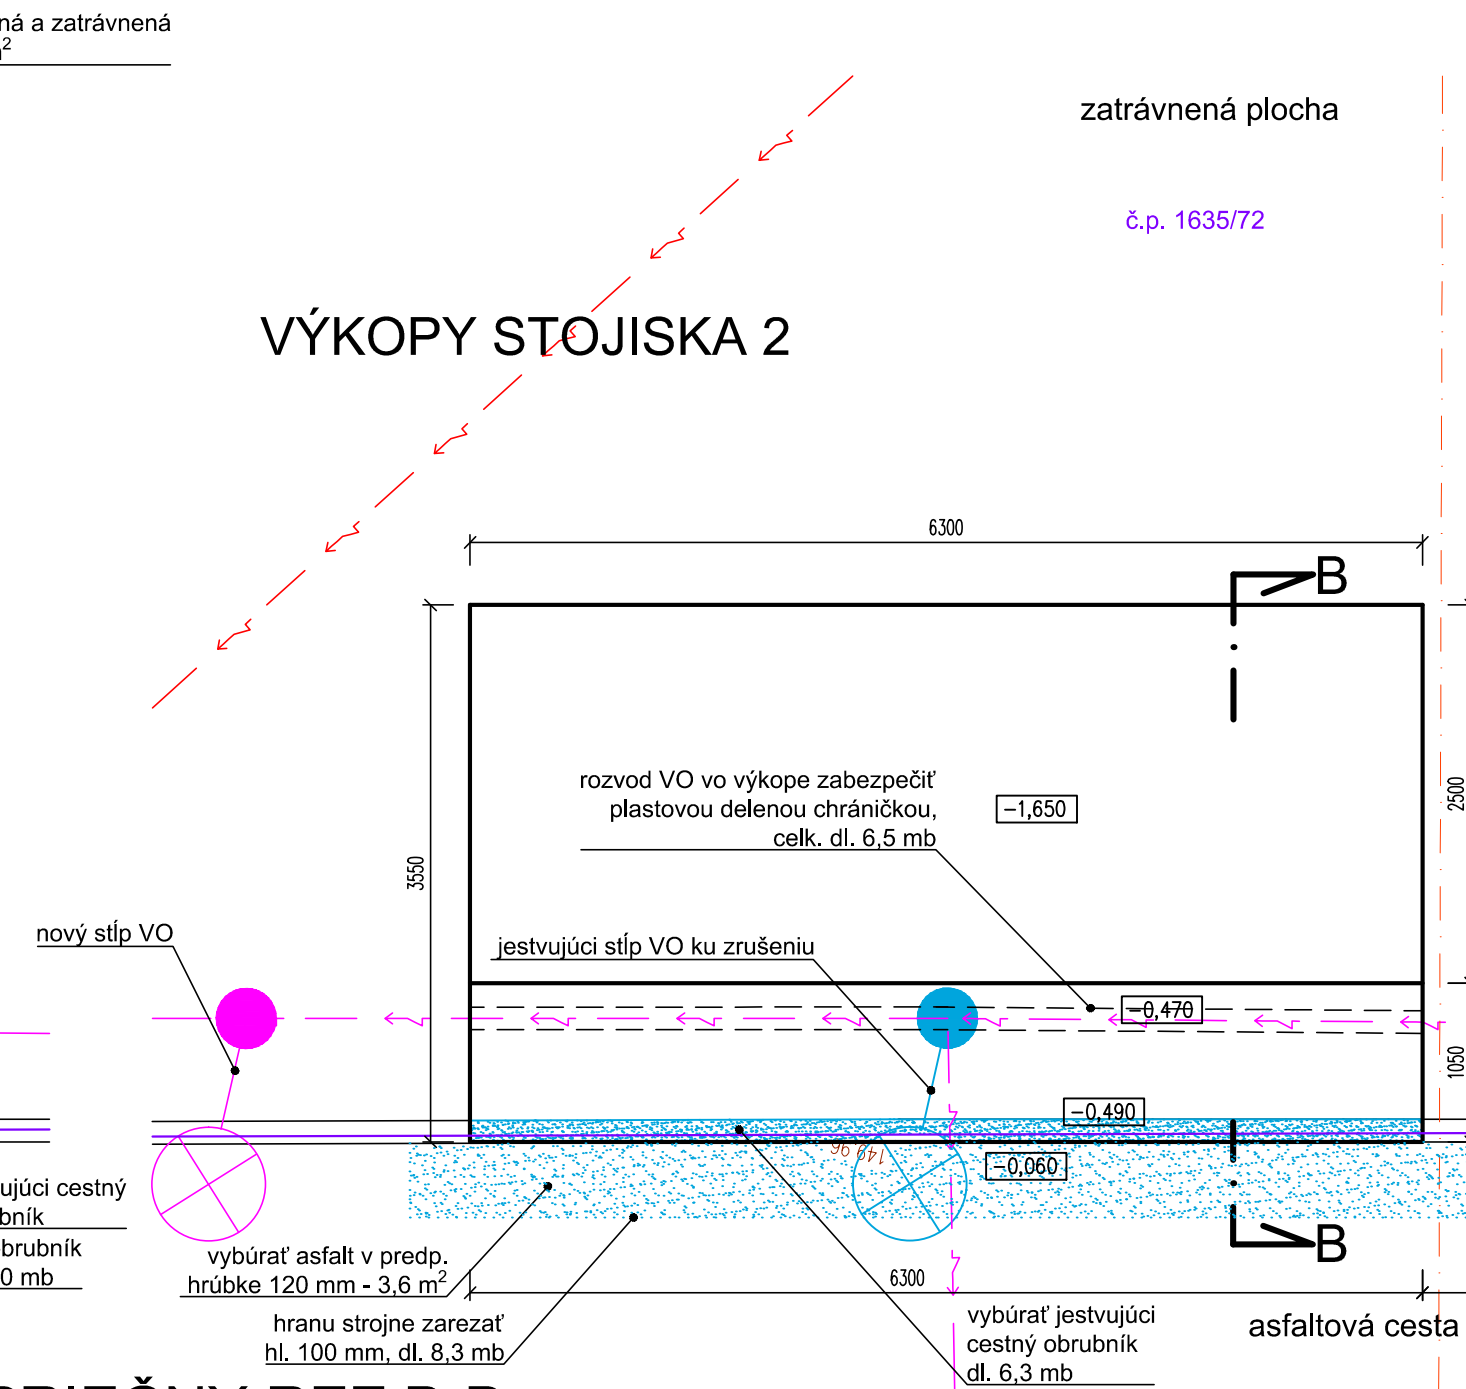 ná a zatrávnená
m²
zatrávnená plocha
č.p. 1635/72
VÝKOPY STOJISKA 2
6300
B
rozvod VO vo výkope zabezpečiť
plastovou delenou chráničkou,
celk. dl. 6,5 mb
−1,650
2500
3550
nový stĺp VO
jestvujúci stĺp VO ku zrušeniu
−0,470
1050
−0,490
149,96
−0,060
ujúci cestný
bník
obrubník
0 mb
vybúrať asfalt v predp.
hrúbke 120 mm - 3,6 m²
B
6300
hranu strojne zarezať
hl. 100 mm, dl. 8,3 mb
vybúrať jestvujúci
cestný obrubník
dl. 6,3 mb
asfaltová cesta